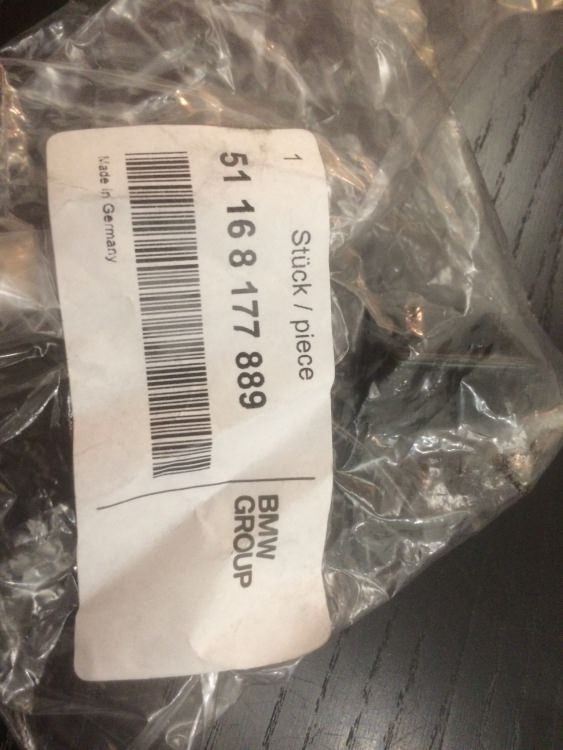 1 Stück / piece
51 16 8 177 889
Made in Germany
BMW
GROUP